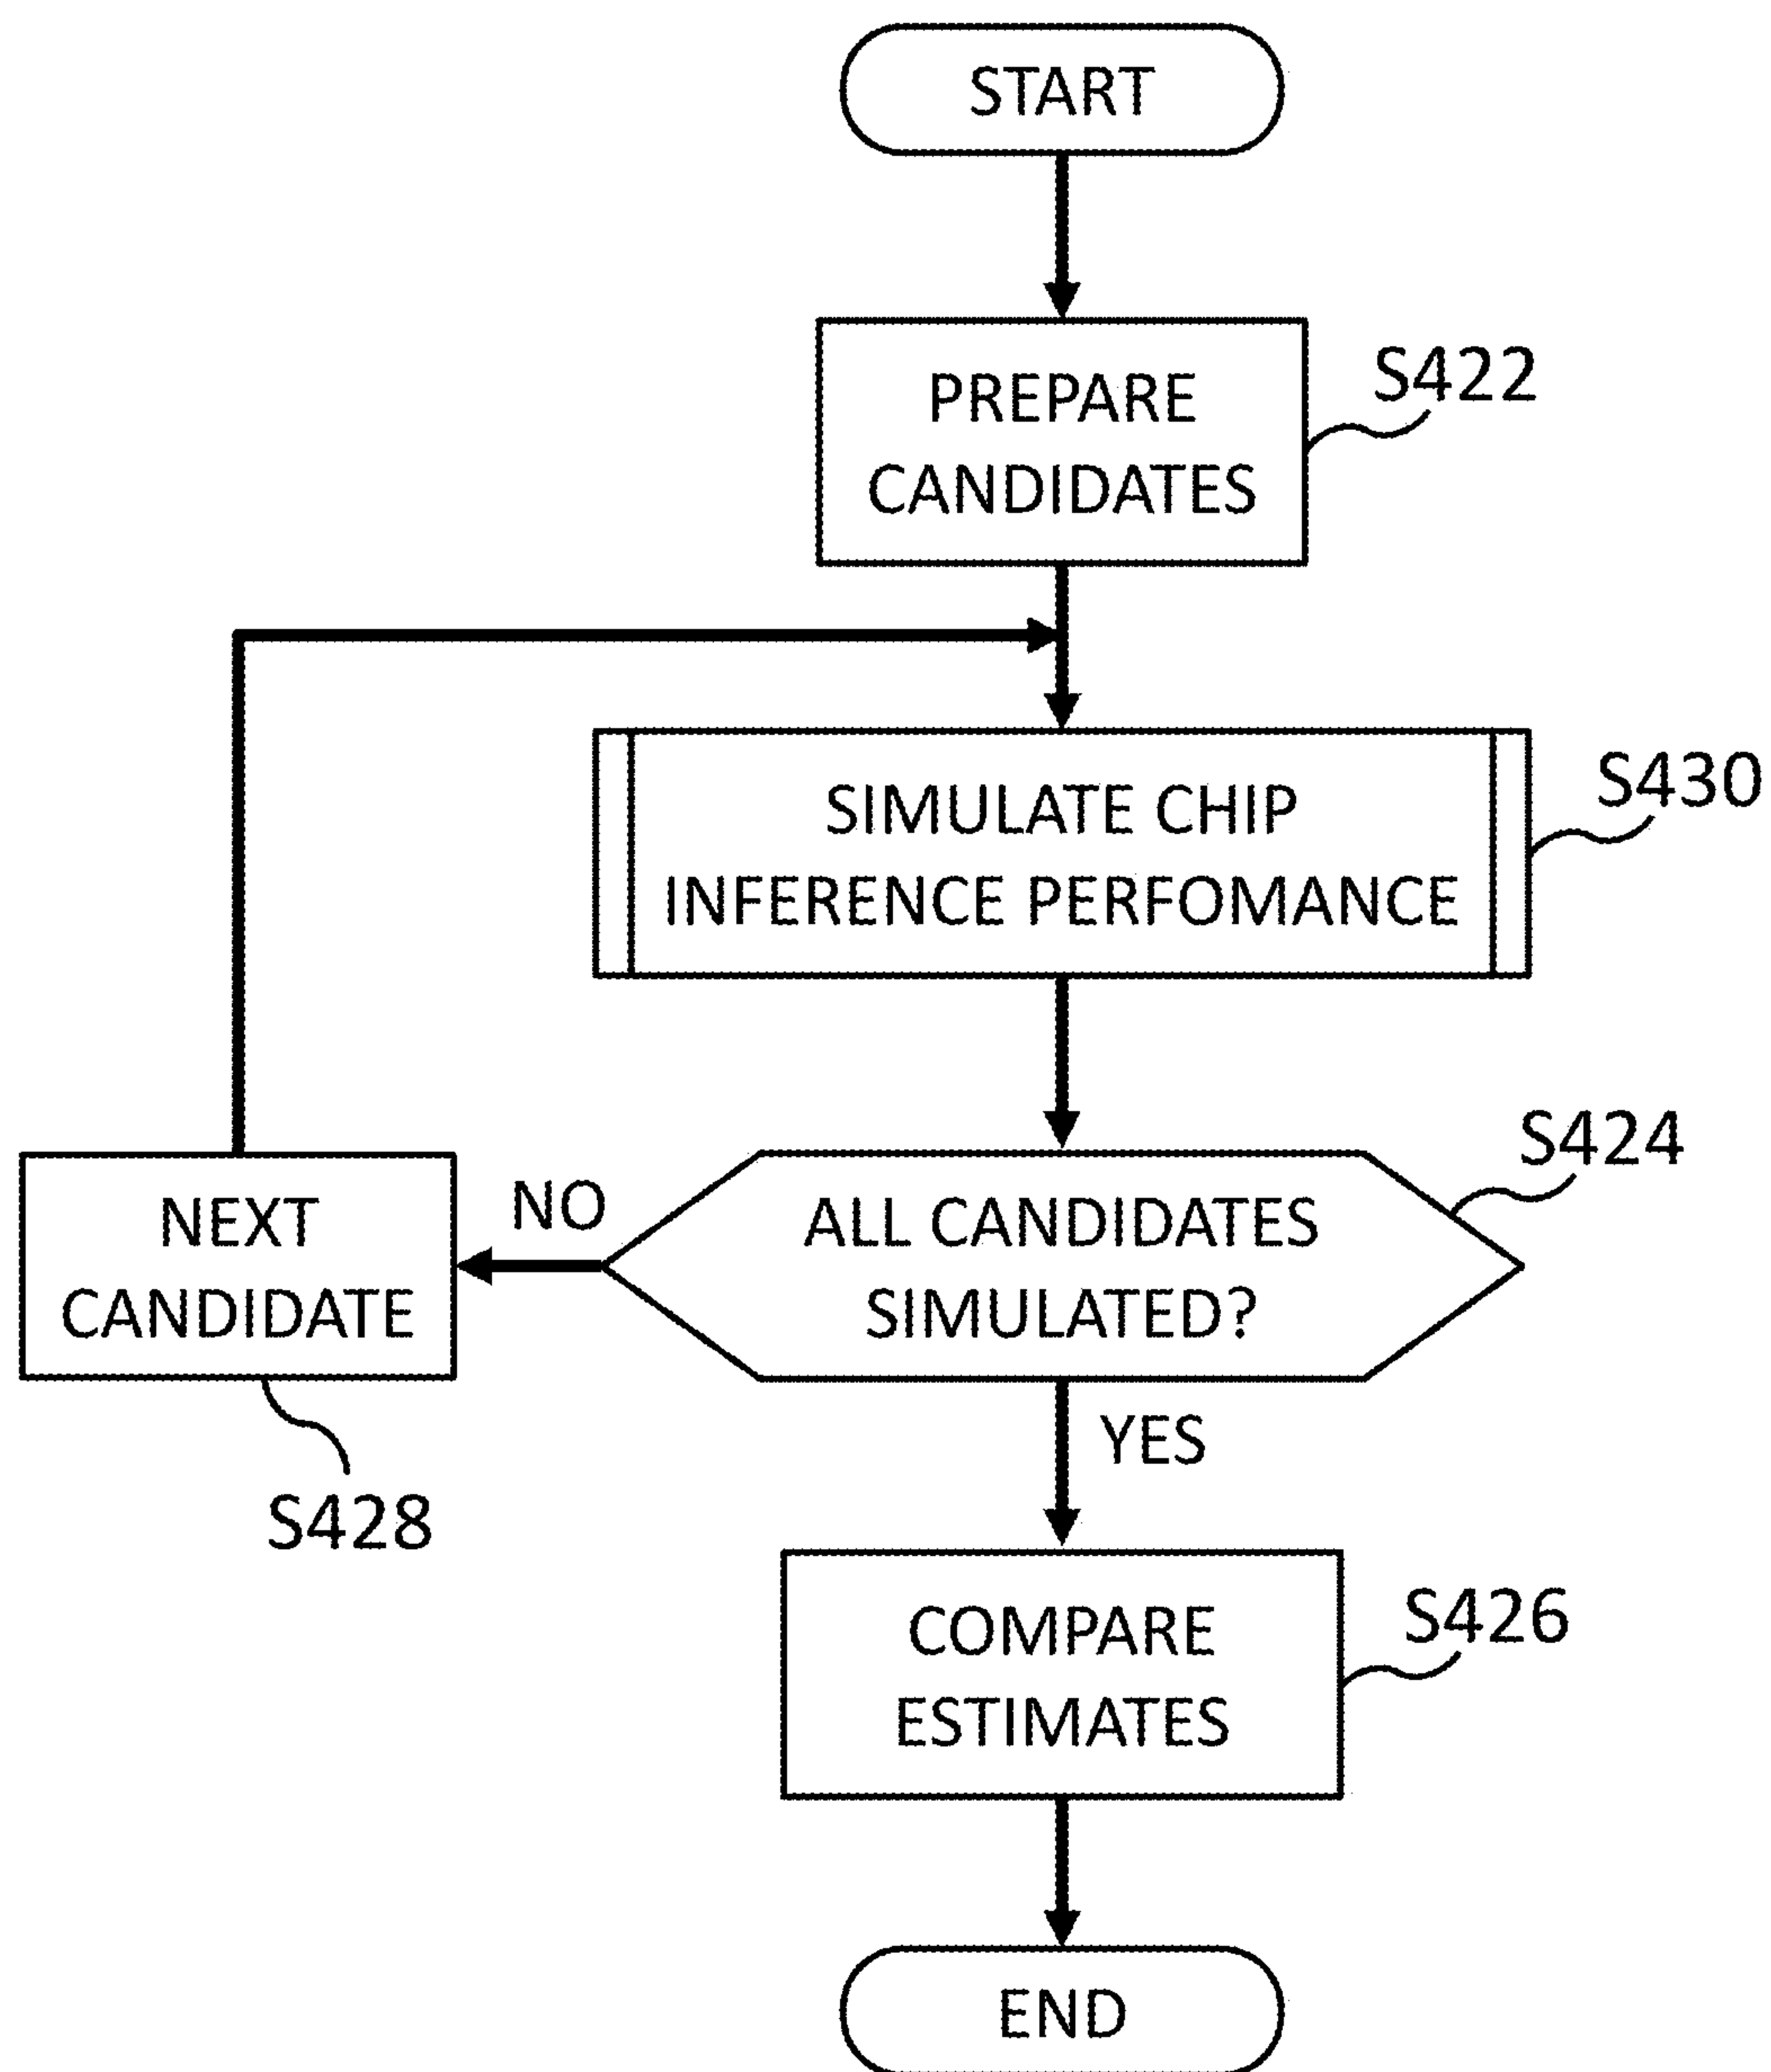 START
PREPARE
CANDIDATES
S422
SIMULATE CHIP
INFERENCE PERFOMANCE
S430
ALL CANDIDATES
SIMULATED?
S424
NO
NEXT
CANDIDATE
S428
YES
COMPARE
ESTIMATES
S426
END